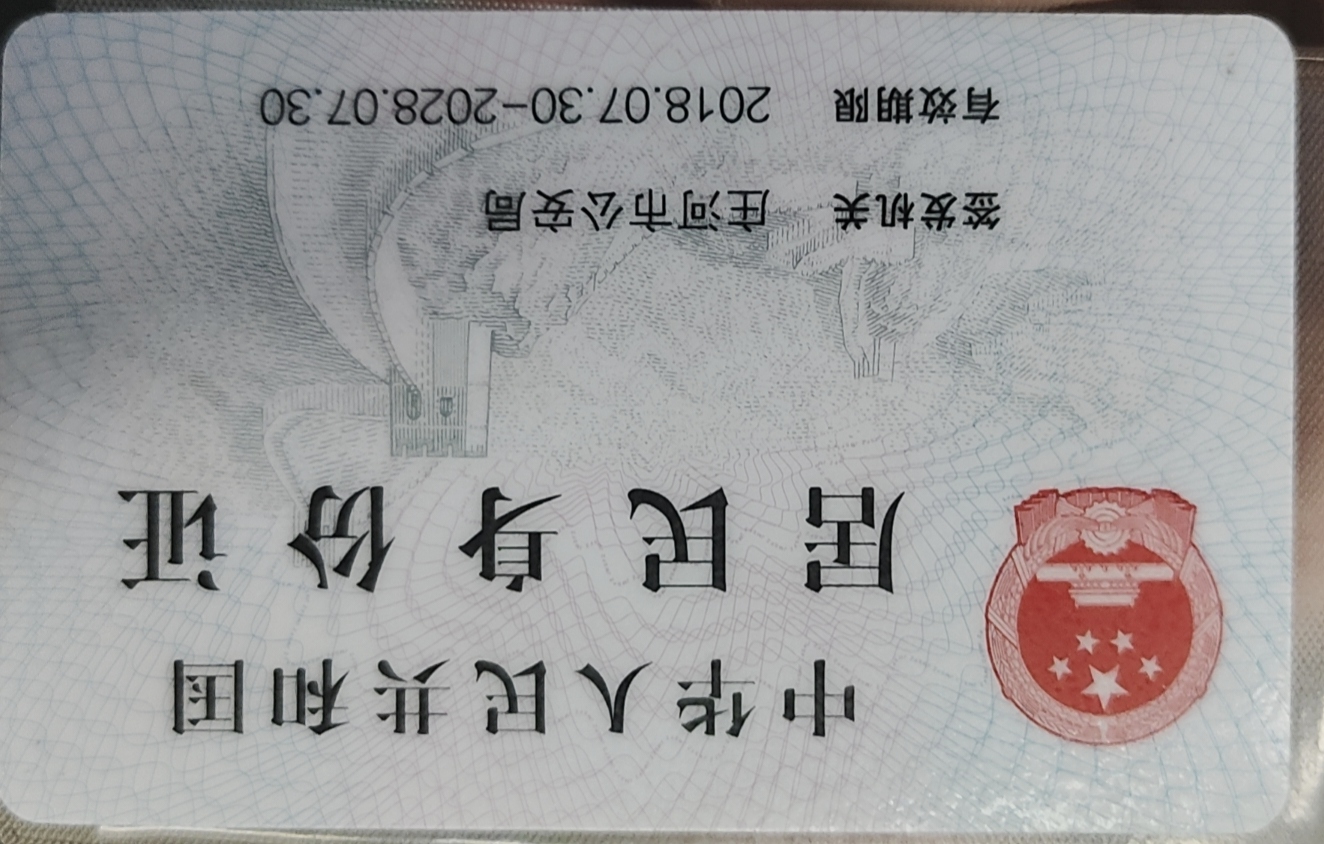 中华人民共和国
居民身份证
签发机关 庄河市公安局
有效期限 2018.07.30-2028.07.30